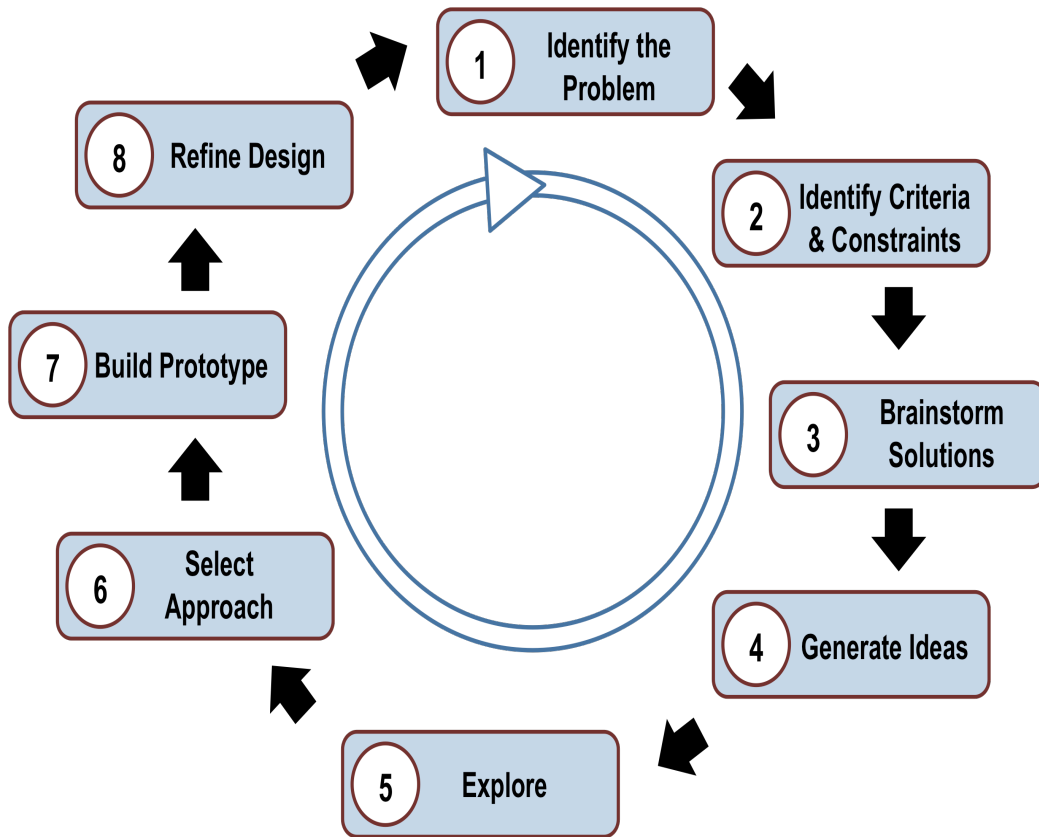 1
Identify the
Problem
2
Identify Criteria
& Constraints
3
Brainstorm
Solutions
4
Generate Ideas
5
Explore
6
Select
Approach
7
Build Prototype
8
Refine Design